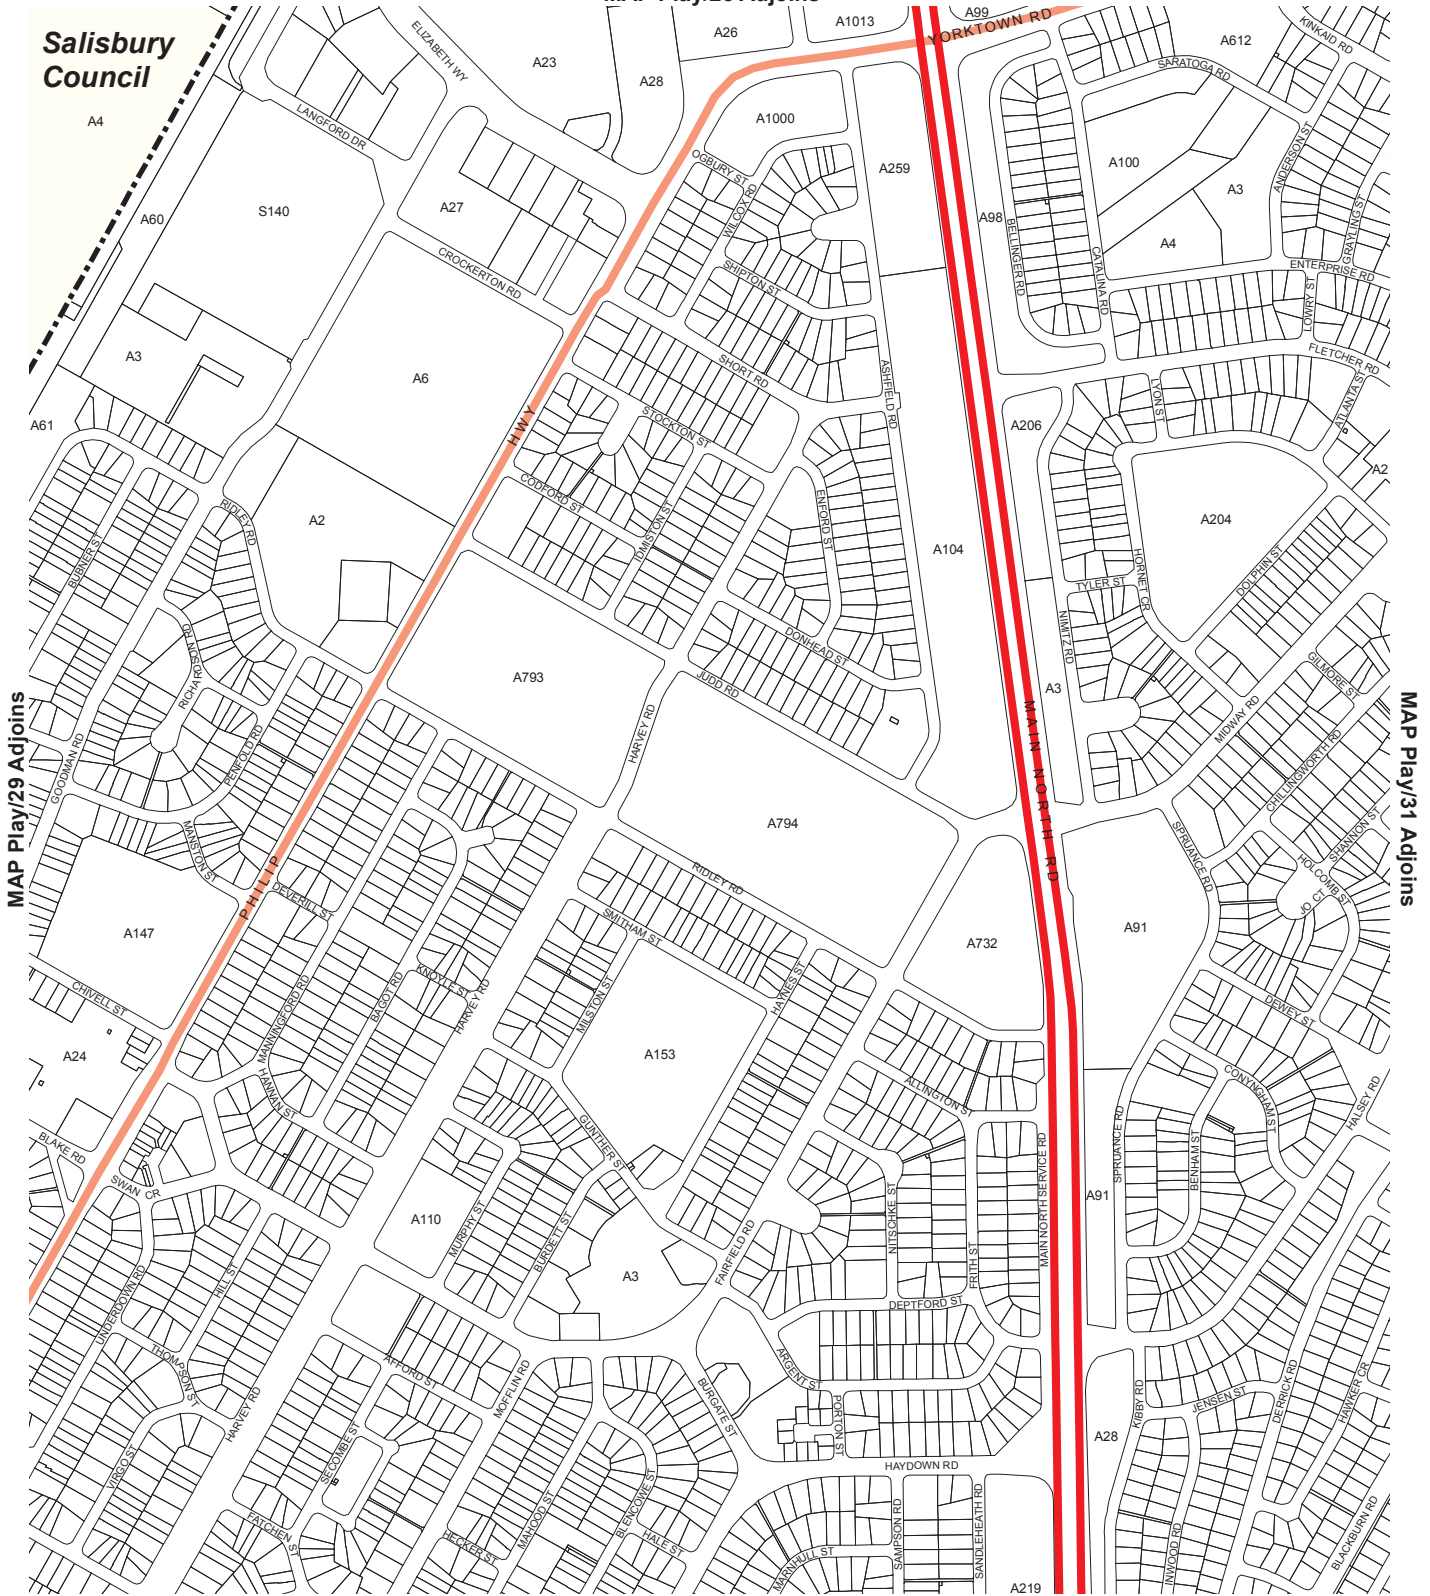 Salisbury
Council
A4
A60
A3
A61
S140
ELIZABETH WY
LANGFORD DR
A23
A26
A28
A1013
A99
YORKTOWN RD
A612
KINKAID RD
SARATOGA RD
A1000
A259
A27
CROCKERTON RD
OGBURY ST
WILCOX RD
SHIPTON ST
A98
BELLINGER RD
CATALINA RD
A100
A3
A4
ANDERSON ST
GRAYLING ST
ENTERPRISE RD
LOWRY ST
FLETCHER RD
ATLANTA ST
A2
A6
SHORT RD
ASHFIELD RD
STOCKTON ST
LYON ST
A206
A204
HWY
CODFORD ST
IDMISTON ST
ENFORD ST
A104
A2
RIDLEY RD
BUBNER ST
DOLPHIN ST
HORNET CR
TYLER ST
NIMITZ RD
GILMORE ST
A793
JUDD RD
DONHEAD ST
A3
MAIN NORTH RD
MIDWAY RD
CHILLINGWORTH RD
RICHARDSON RD
PENFOLD RD
GOODMAN RD
HARVEY RD
A794
MAP Play/29 Adjoins
MAP Play/31 Adjoins
MANSTON ST
RIDLEY RD
SPRUANCE RD
SHANNON ST
HOLCOMB ST
JO CT
PHILIP
DEVERILL ST
SMITHAM ST
A147
A732
A91
CHIVELL ST
MANNINGFORD RD
BAGOT RD
KNOYLE ST
HARVEY RD
MILSTON ST
HAYNES ST
DEWEY ST
A24
A153
HANNAN ST
ALLINGTON ST
CONYNGHAM ST
HALSEY RD
BLAKE RD
GUNTHER ST
SWAN CR
A110
MURPHY ST
BURDETT ST
A3
FAIRFIELD RD
NITSCHKE ST
FRITH ST
MAIN NORTH SERVICE RD
SPRUANCE RD
A91
BENHAM ST
UNDERDOWN RD
HILL ST
DEPTFORD ST
THOMPSON ST
AFFORD ST
MOFFLIN RD
ARGENT ST
BURGATE ST
PORTON ST
KIBBY RD
JENSEN ST
DERRICK RD
HAWKER CR
HARVEY RD
VIRGO ST
SECOMBE ST
A28
HAYDOWN RD
FATCHEN ST
HECKER ST
MAHOOD ST
BLENCOWE ST
HALE ST
MARNHULL ST
SAMPSON RD
SANDLEHEATH RD
A219
INWOOD RD
BLACKBURN RD